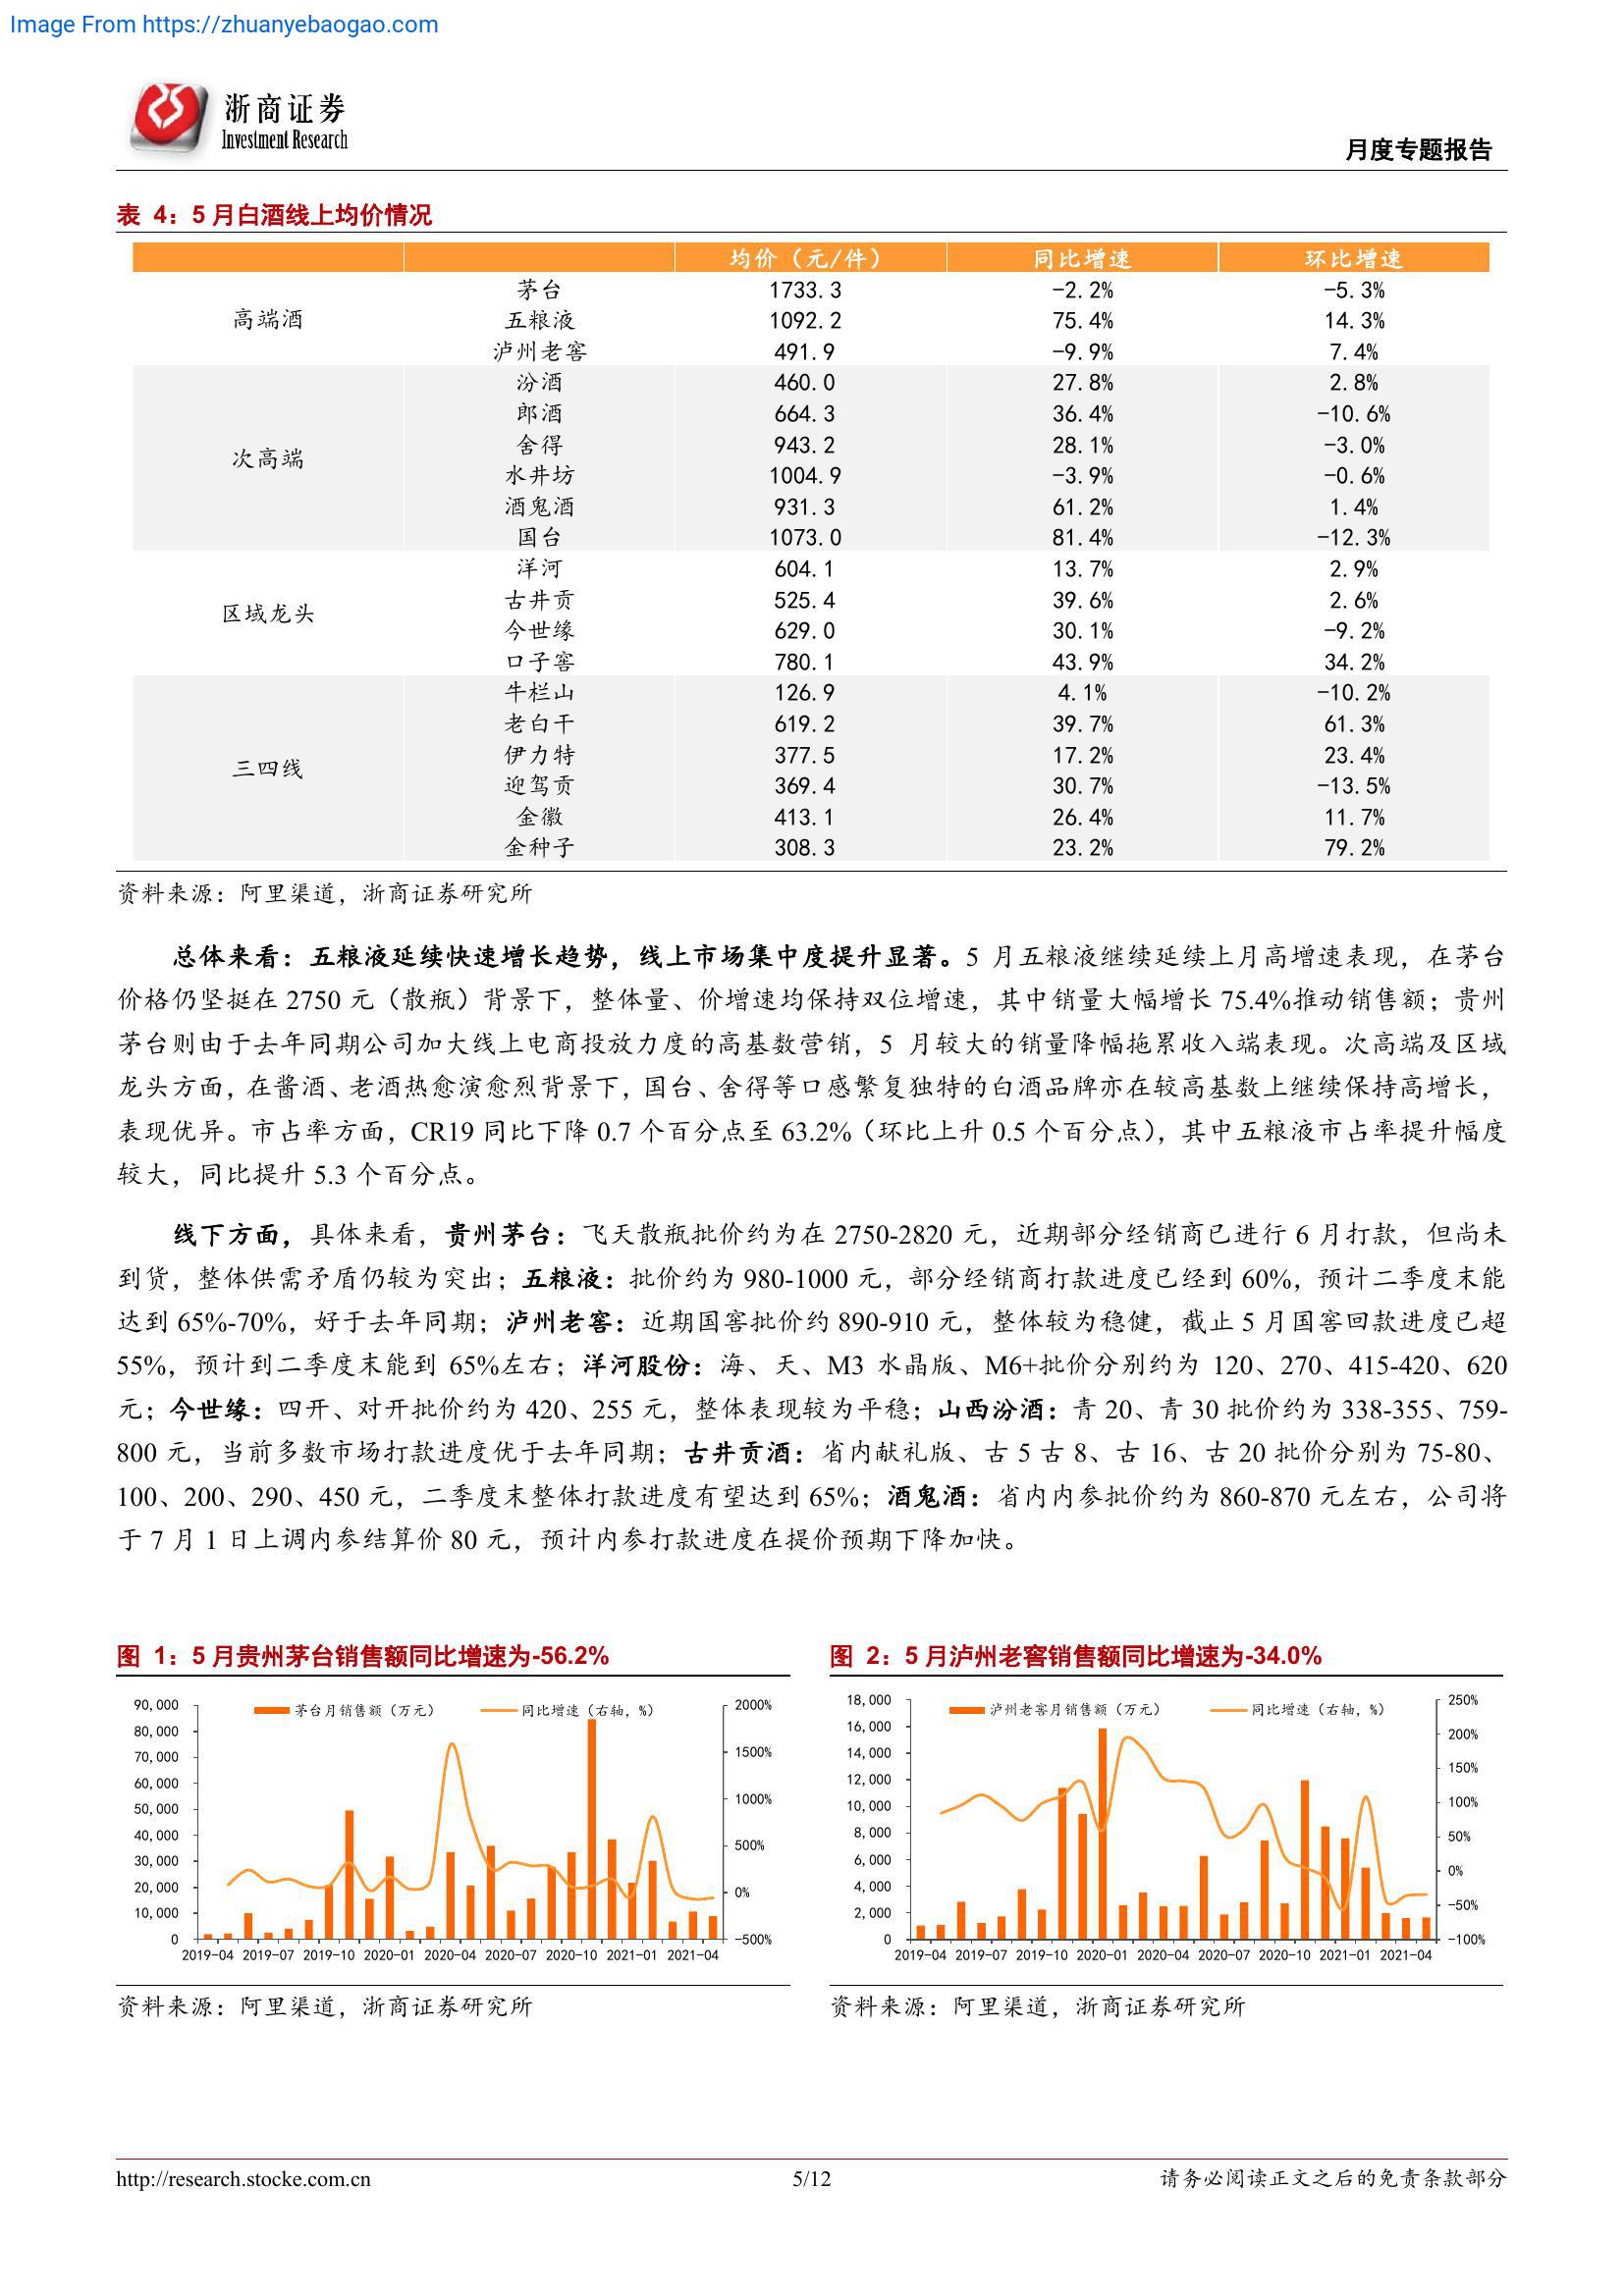 Image From https://zhuanyebaogao.com
浙商证券
Investment Research
月度专题报告
表 4：5 月白酒线上均价情况
均价（元/件） 同比增速 环比增速
高端酒
茅台 1733.3 -2.2% -5.3%
五粮液 1092.2 75.4% 14.3%
泸州老窖 491.9 -9.9% 7.4%
次高端
汾酒 460.0 27.8% 2.8%
郎酒 664.3 36.4% -10.6%
舍得 943.2 28.1% -3.0%
水井坊 1004.9 -3.9% -0.6%
酒鬼酒 931.3 61.2% 1.4%
国台 1073.0 81.4% -12.3%
区域龙头
洋河 604.1 13.7% 2.9%
古井贡 525.4 39.6% 2.6%
今世缘 629.0 30.1% -9.2%
口子窖 780.1 43.9% 34.2%
三四线
牛栏山 126.9 4.1% -10.2%
老白干 619.2 39.7% 61.3%
伊力特 377.5 17.2% 23.4%
迎驾贡 369.4 30.7% -13.5%
金徽 413.1 26.4% 11.7%
金种子 308.3 23.2% 79.2%
资料来源：阿里渠道，浙商证券研究所
总体来看：五粮液延续快速增长趋势，线上市场集中度提升显著。5 月五粮液继续延续上月高增速表现，在茅台
价格仍坚挺在 2750 元（散瓶）背景下，整体量、价增速均保持双位增速，其中销量大幅增长 75.4%推动销售额；贵州
茅台则由于去年同期公司加大线上电商投放力度的高基数营销，5 月较大的销量降幅拖累收入端表现。次高端及区域
龙头方面，在酱酒、老酒热愈演愈烈背景下，国台、舍得等口感繁复独特的白酒品牌亦在较高基数上继续保持高增长，
表现优异。市占率方面，CR19 同比下降 0.7 个百分点至 63.2%（环比上升 0.5 个百分点），其中五粮液市占率提升幅度
较大，同比提升 5.3 个百分点。
线下方面，具体来看，贵州茅台：飞天散瓶批价约为在 2750-2820 元，近期部分经销商已进行 6 月打款，但尚未
到货，整体供需矛盾仍较为突出；五粮液：批价约为 980-1000 元，部分经销商打款进度已经到 60%，预计二季度末能
达到 65%-70%，好于去年同期；泸州老窖：近期国窖批价约 890-910 元，整体较为稳健，截止 5 月国窖回款进度已超
55%，预计到二季度末能到 65%左右；洋河股份：海、天、M3 水晶版、M6+批价分别约为 120、270、415-420、620
元；今世缘：四开、对开批价约为 420、255 元，整体表现较为平稳；山西汾酒：青 20、青 30 批价约为 338-355、759-
800 元，当前多数市场打款进度优于去年同期；古井贡酒：省内献礼版、古 5 古 8、古 16、古 20 批价分别为 75-80、
100、200、290、450 元，二季度末整体打款进度有望达到 65%；酒鬼酒：省内内参批价约为 860-870 元左右，公司将
于 7 月 1 日上调内参结算价 80 元，预计内参打款进度在提价预期下降加快。
图 1：5 月贵州茅台销售额同比增速为-56.2%
茅台月销售额（万元） 同比增速（右轴，%）
90,000 2000%
80,000
70,000 1500%
60,000
50,000 1000%
40,000
30,000 500%
20,000 0%
10,000
0 -500%
2019-04 2019-07 2019-10 2020-01 2020-04 2020-07 2020-10 2021-01 2021-04
资料来源：阿里渠道，浙商证券研究所
图 2：5 月泸州老窖销售额同比增速为-34.0%
泸州老窖月销售额（万元） 同比增速（右轴，%）
18,000 250%
16,000 200%
14,000 150%
12,000
10,000 100%
8,000 50%
6,000 0%
4,000 -50%
2,000
0 -100%
2019-04 2019-07 2019-10 2020-01 2020-04 2020-07 2020-10 2021-01 2021-04
资料来源：阿里渠道，浙商证券研究所
http://research.stocke.com.cn 5/12 请务必阅读正文之后的免责条款部分